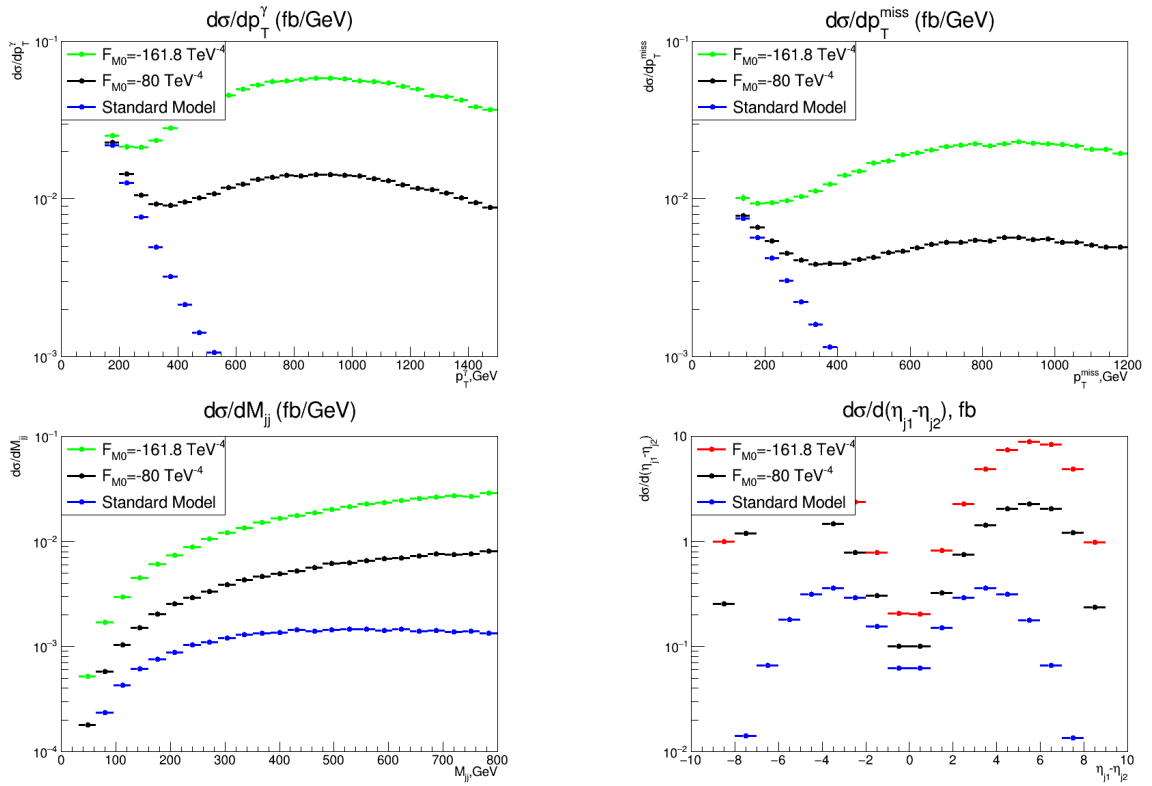 dσ/dp_T^γ (fb/GeV)
dσ/dp_T^γ
10⁻¹
10⁻²
10⁻³
F_M0=-161.8 TeV⁻⁴
F_M0=-80 TeV⁻⁴
Standard Model
0 200 400 600 800 1000 1200 1400
p_T^γ,GeV
dσ/dp_T^miss (fb/GeV)
dσ/dp_T^miss
10⁻¹
10⁻²
10⁻³
F_M0=-161.8 TeV⁻⁴
F_M0=-80 TeV⁻⁴
Standard Model
0 200 400 600 800 1000 1200
p_T^miss,GeV
dσ/dM_jj (fb/GeV)
dσ/dM_jj
10⁻¹
10⁻²
10⁻³
10⁻⁴
F_M0=-161.8 TeV⁻⁴
F_M0=-80 TeV⁻⁴
Standard Model
0 100 200 300 400 500 600 700 800
M_jj,GeV
dσ/d(η_j1-η_j2), fb
dσ/d(η_j1-η_j2)
10
1
10⁻¹
10⁻²
F_M0=-161.8 TeV⁻⁴
F_M0=-80 TeV⁻⁴
Standard Model
−10 −8 −6 −4 −2 0 2 4 6 8 10
η_j1-η_j2